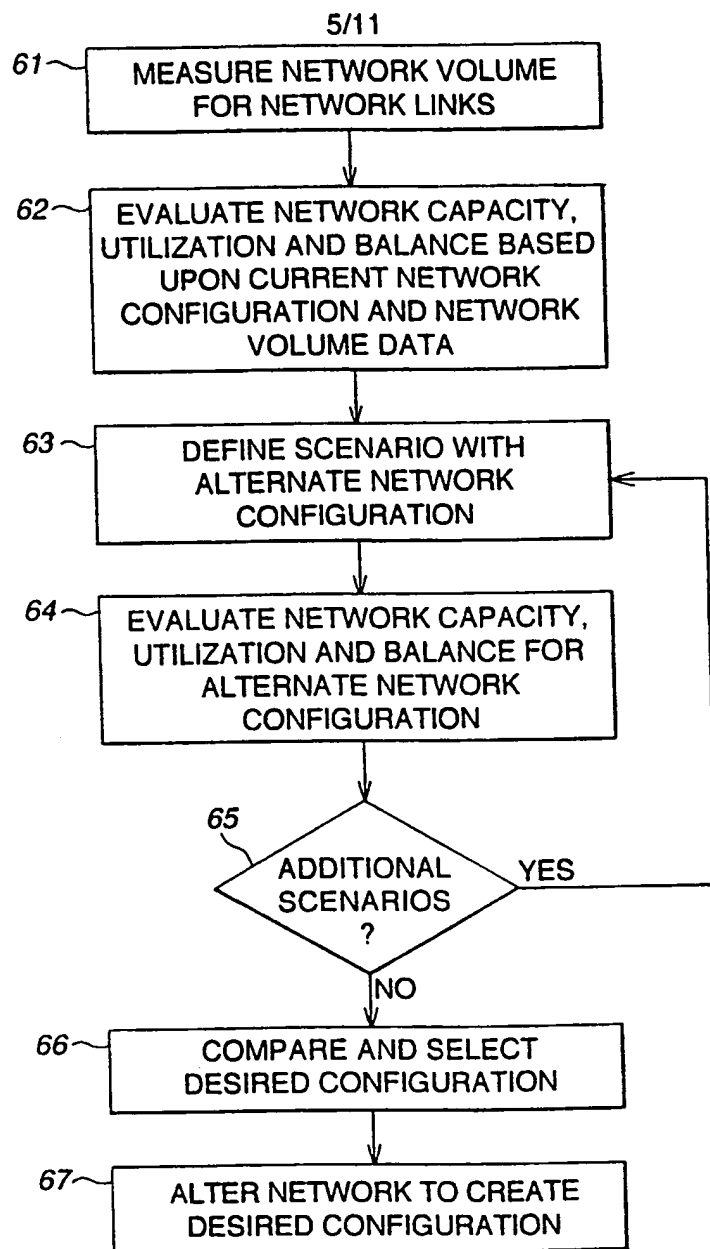 5/11
61
MEASURE NETWORK VOLUME
FOR NETWORK LINKS
62
EVALUATE NETWORK CAPACITY,
UTILIZATION AND BALANCE BASED
UPON CURRENT NETWORK
CONFIGURATION AND NETWORK
VOLUME DATA
63
DEFINE SCENARIO WITH
ALTERNATE NETWORK
CONFIGURATION
64
EVALUATE NETWORK CAPACITY,
UTILIZATION AND BALANCE FOR
ALTERNATE NETWORK
CONFIGURATION
65
ADDITIONAL
SCENARIOS
?
YES
NO
66
COMPARE AND SELECT
DESIRED CONFIGURATION
67
ALTER NETWORK TO CREATE
DESIRED CONFIGURATION